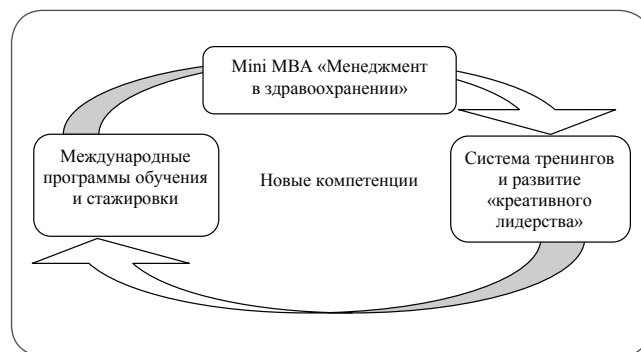 Mini MBA «Менеджмент
в здравоохранении»
Международные
программы обучения
и стажировки
Новые компетенции
Система тренингов
и развитие
«креативного
лидерства»